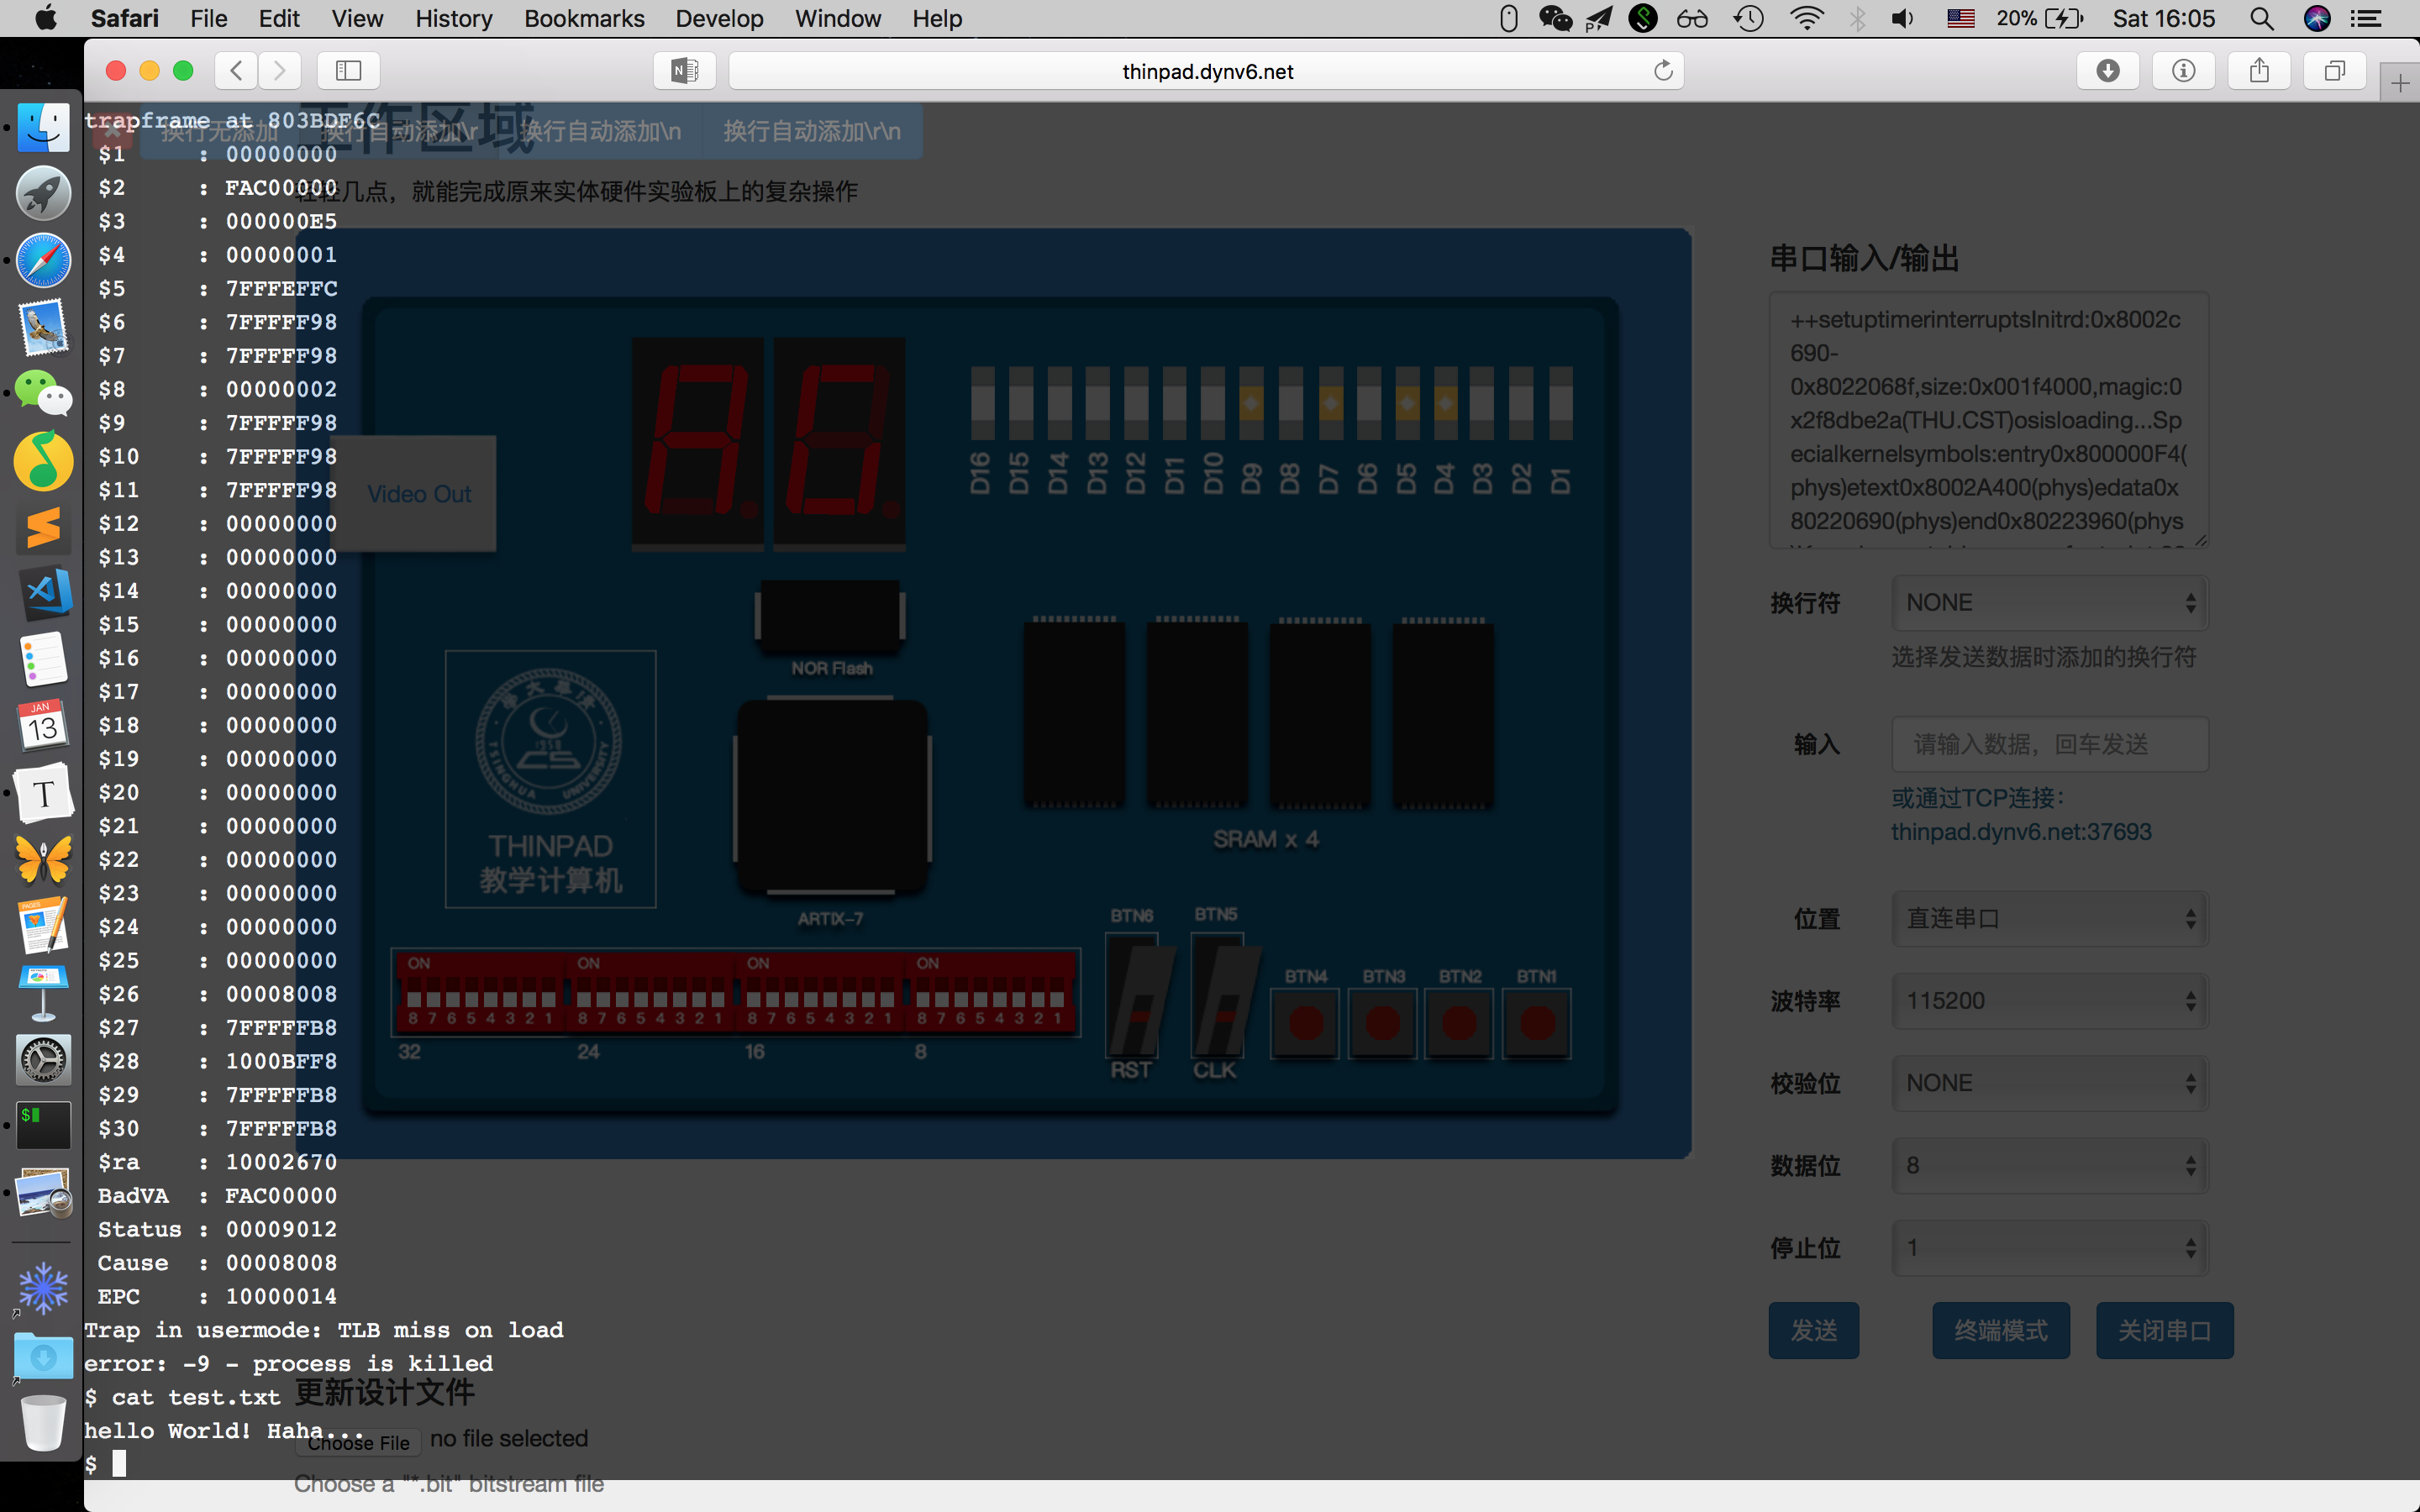 Safari File Edit View History Bookmarks Develop Window Help
20% Sat 16:05
thinpad.dynv6.net
工作区域
换行无添加 换行自动添加\r 换行自动添加\n 换行自动添加\r\n
几点，就能完成原来实体硬件实验板上的复杂操作
trapframe at 803BDF6C
$1 : 00000000
$2 : FAC00000
$3 : 000000E5
$4 : 00000001
$5 : 7FFFEFFC
$6 : 7FFFFF98
$7 : 7FFFFF98
$8 : 00000002
$9 : 7FFFFF98
$10 : 7FFFFF98
$11 : 7FFFFF98
$12 : 00000000
$13 : 00000000
$14 : 00000000
$15 : 00000000
$16 : 00000000
$17 : 00000000
$18 : 00000000
$19 : 00000000
$20 : 00000000
$21 : 00000000
$22 : 00000000
$23 : 00000000
$24 : 00000000
$25 : 00000000
$26 : 00008008
$27 : 7FFFFFB8
$28 : 1000BFF8
$29 : 7FFFFFB8
$30 : 7FFFFFB8
$ra : 10002670
BadVA : FAC00000
Status : 00009012
Cause : 00008008
EPC : 10000014
Trap in usermode: TLB miss on load
error: -9 - process is killed
$ cat test.txt
hello World! Haha...
$
更新设计文件
Choose File no file selected
Choose a "*.bit" bitstream file
Video Out
D16 D15 D14 D13 D12 D11 D10 D9 D8 D7 D6 D5 D4 D3 D2 D1
NOR Flash
TSINGHUA UNIVERSITY
1958
THINPAD
教学计算机
ARTIX-7
SRAM x 4
BTN6 BTN5
BTN4 BTN3 BTN2 BTN1
ON ON ON ON
8 7 6 5 4 3 2 1 8 7 6 5 4 3 2 1 8 7 6 5 4 3 2 1 8 7 6 5 4 3 2 1
32 24 16 8
RST CLK
串口输入/输出
++setuptimerinterruptsInitrd:0x8002c
690-
0x8022068f,size:0x001f4000,magic:0
x2f8dbe2a(THU.CST)osisloading...Sp
ecialkernelsymbols:entry0x800000F4(
phys)etext0x8002A400(phys)edata0x
80220690(phys)end0x80223960(phys
换行符 NONE
选择发送数据时添加的换行符
输入 请输入数据，回车发送
或通过TCP连接：
thinpad.dynv6.net:37693
位置 直连串口
波特率 115200
校验位 NONE
数据位 8
停止位 1
发送 终端模式 关闭串口
JAN
13
PAGES